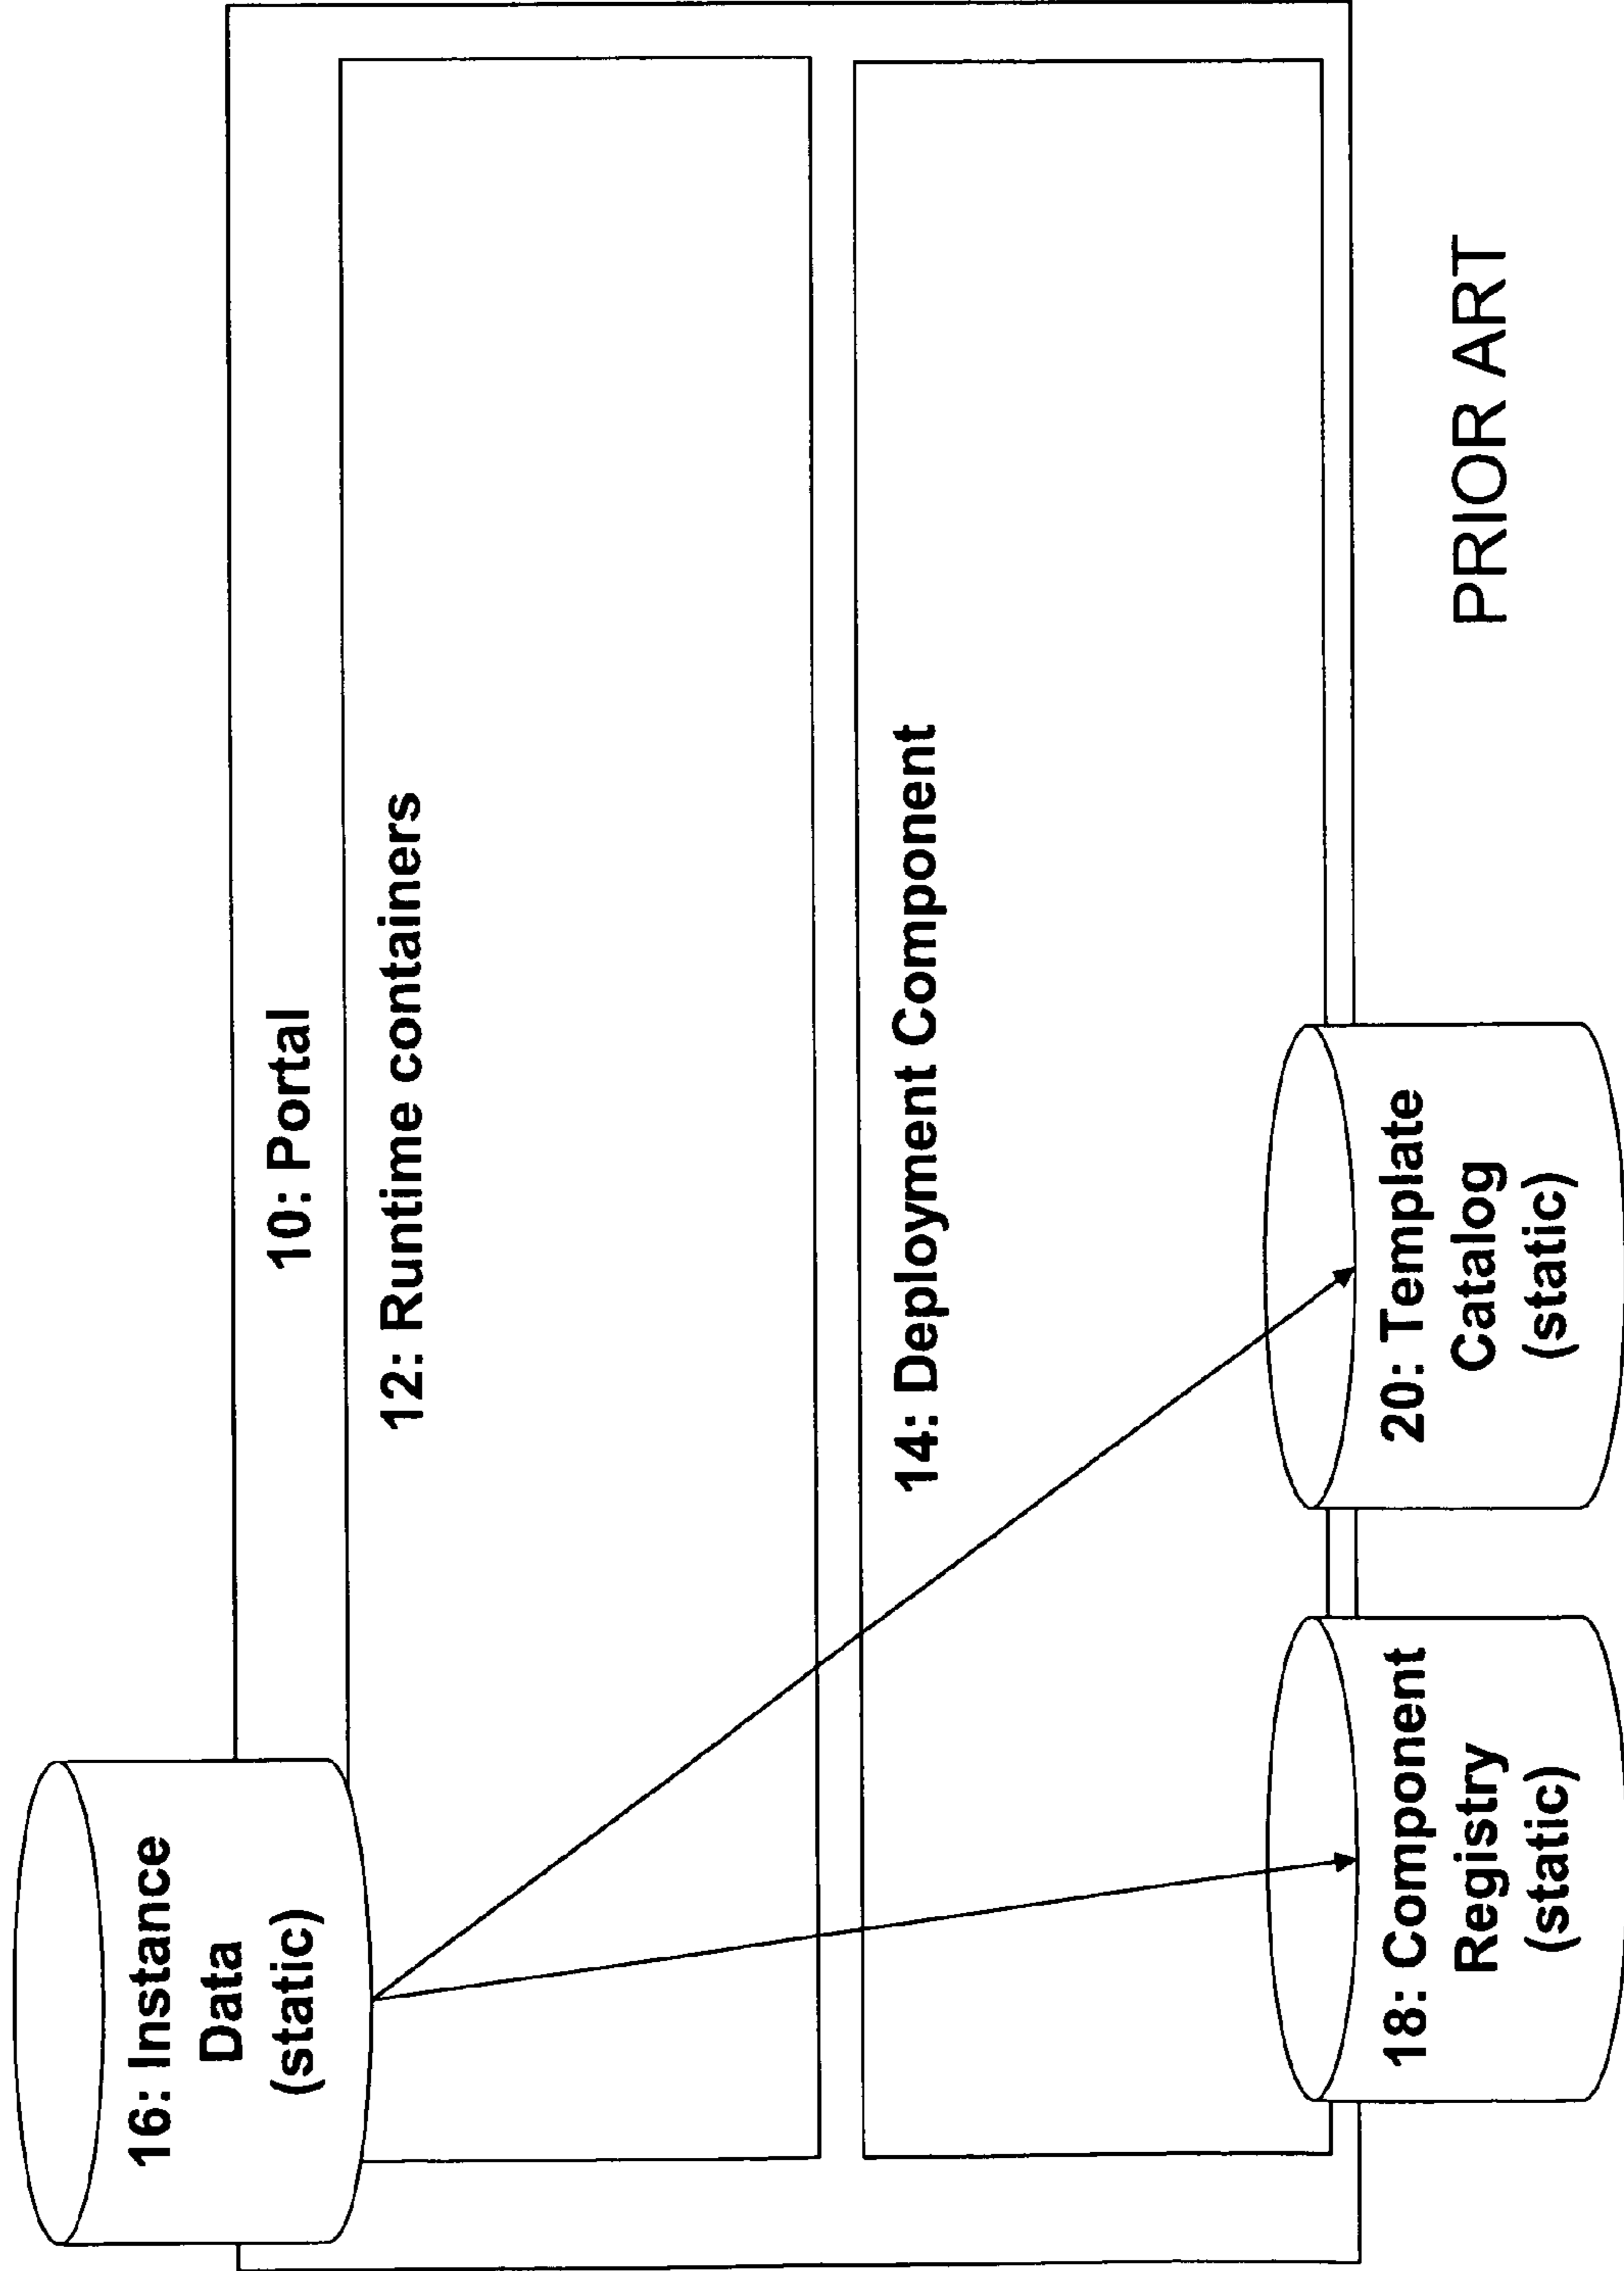 16: Instance
Data
(static)
10: Portal
12: Runtime containers
14: Deployment Component
18: Component
Registry
(static)
20: Template
Catalog
(static)
PRIOR ART